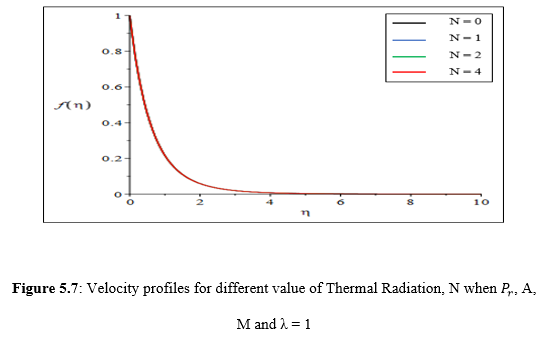 1
0.8
0.6
f(η)
0.4
0.2
0
0 2 4 6 8 10
η
N = 0
N = 1
N = 2
N = 4
Figure 5.7: Velocity profiles for different value of Thermal Radiation, N when Pr, A,
M and λ = 1